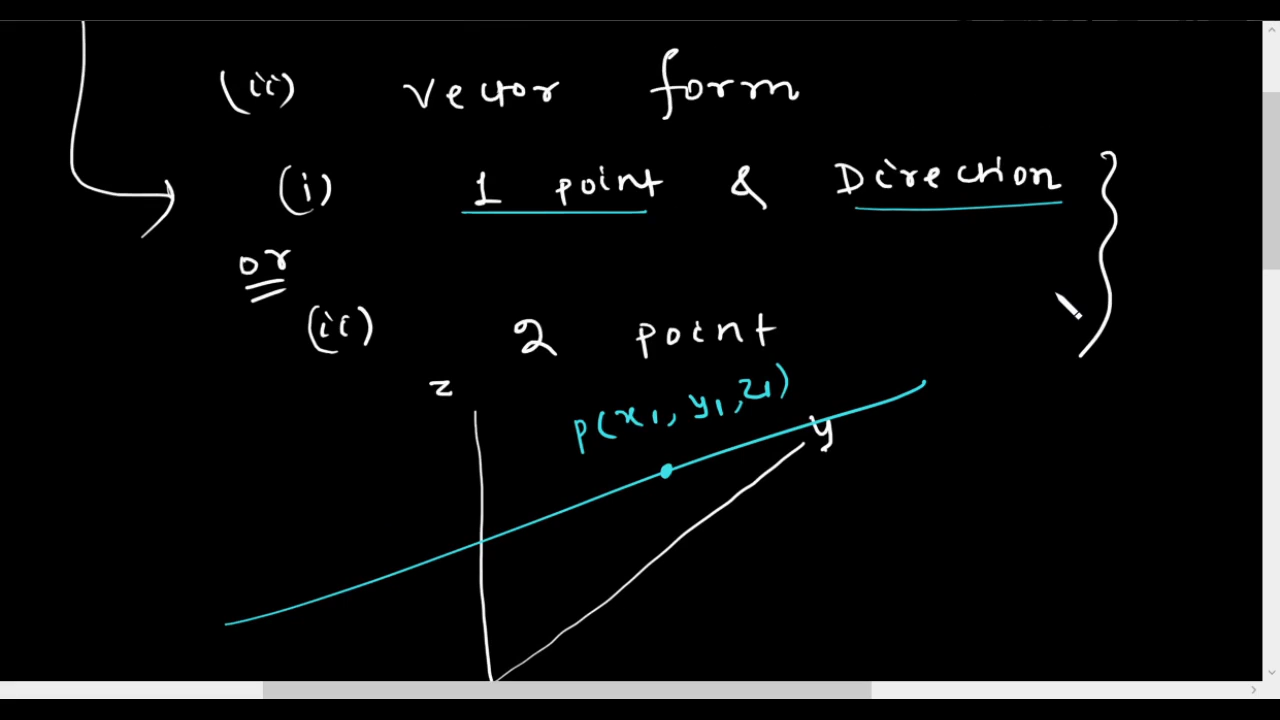 (ii) vector form
(i) 1 point & Direction
or
(ii) 2 point
z
P(x1, y1, z1)
y